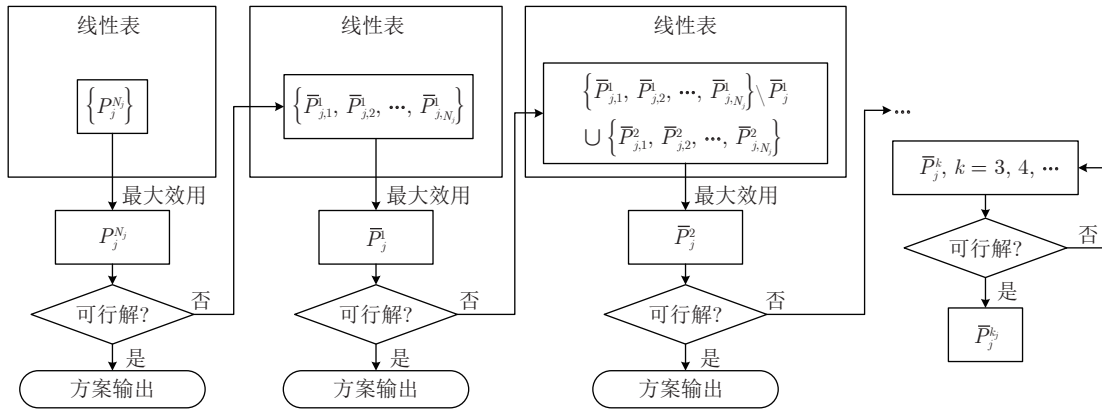 线性表
{P_j^{N_j}}
最大效用
P_j^{N_j}
可行解?
否
是
方案输出
线性表
{P̅_{j,1}^1, P̅_{j,2}^1, ···, P̅_{j,N_j}^1}
最大效用
P̅_j^1
可行解?
否
是
方案输出
线性表
{P̅_{j,1}^1, P̅_{j,2}^1, ···, P̅_{j,N_j}^1}\P̅_j^1
∪{P̅_{j,1}^2, P̅_{j,2}^2, ···, P̅_{j,N_j}^2}
最大效用
P̅_j^2
可行解?
否
是
方案输出
···
P̅_j^k, k = 3, 4, ···
可行解?
否
是
P̅_j^{k_j}